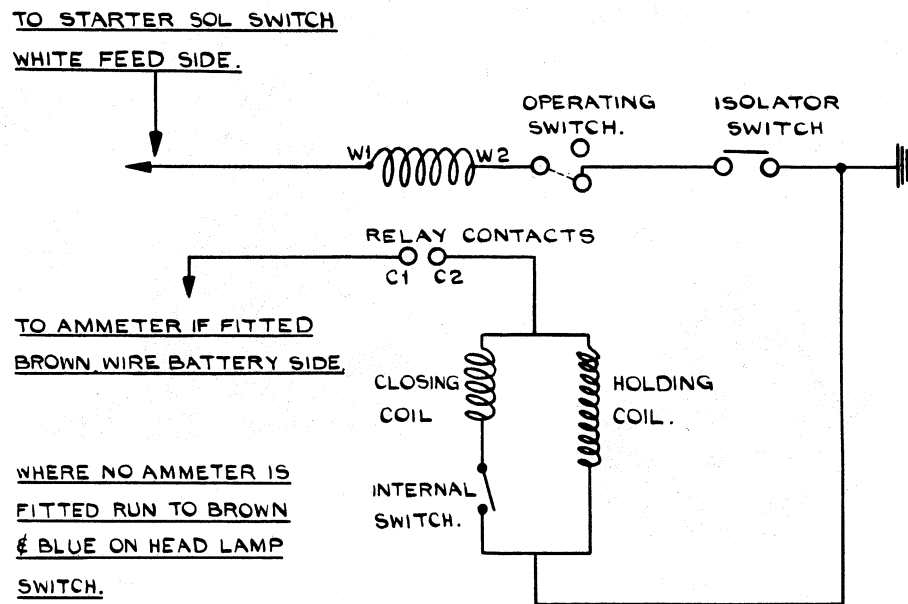 TO STARTER SOL SWITCH
WHITE FEED SIDE.
OPERATING
SWITCH.
ISOLATOR
SWITCH
W1
W2
RELAY CONTACTS
C1 C2
TO AMMETER IF FITTED
BROWN. WIRE BATTERY SIDE.
CLOSING
COIL
HOLDING
COIL.
INTERNAL
SWITCH.
WHERE NO AMMETER IS
FITTED RUN TO BROWN
& BLUE ON HEAD LAMP
SWITCH.